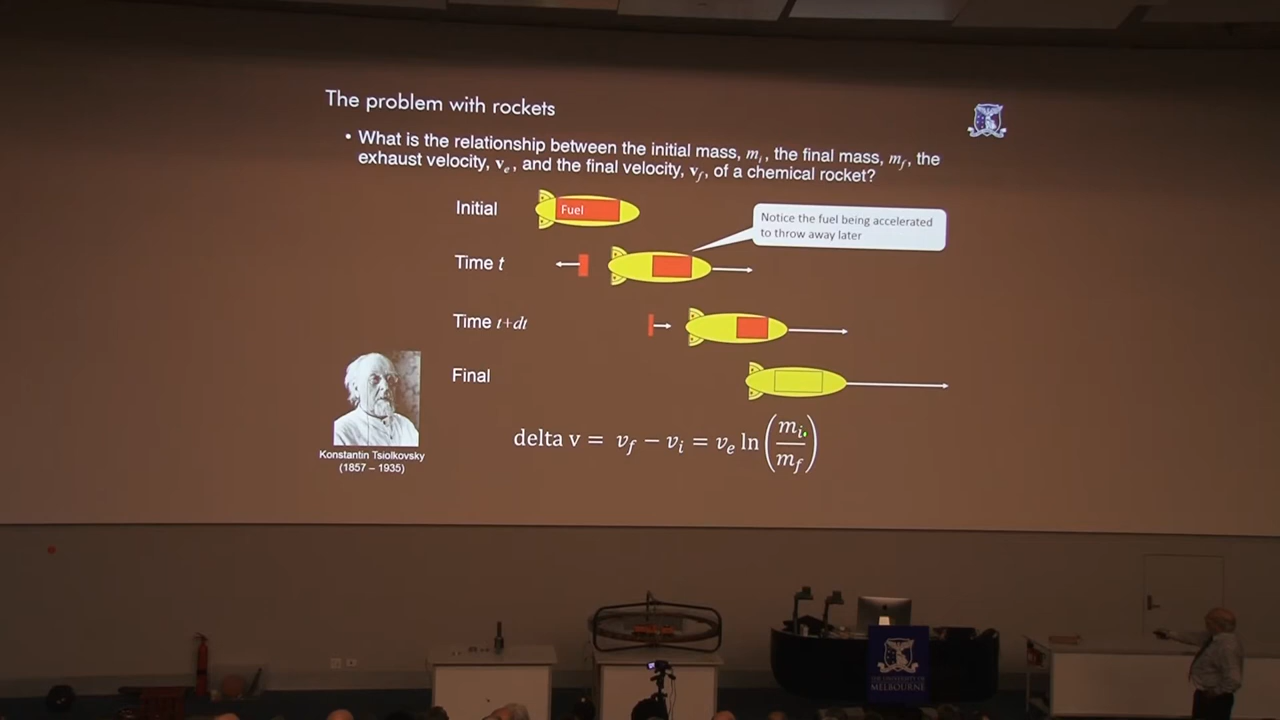 The problem with rockets
• What is the relationship between the initial mass, mᵢ, the final mass, m_f, the
exhaust velocity, vₑ, and the final velocity, v_f, of a chemical rocket?
Initial
Fuel
Notice the fuel being accelerated
to throw away later
Time t
Time t+dt
Final
Konstantin Tsiolkovsky
(1857 – 1935)
delta v = v_f − vᵢ = vₑ ln(mᵢ/m_f)
THE UNIVERSITY OF
MELBOURNE